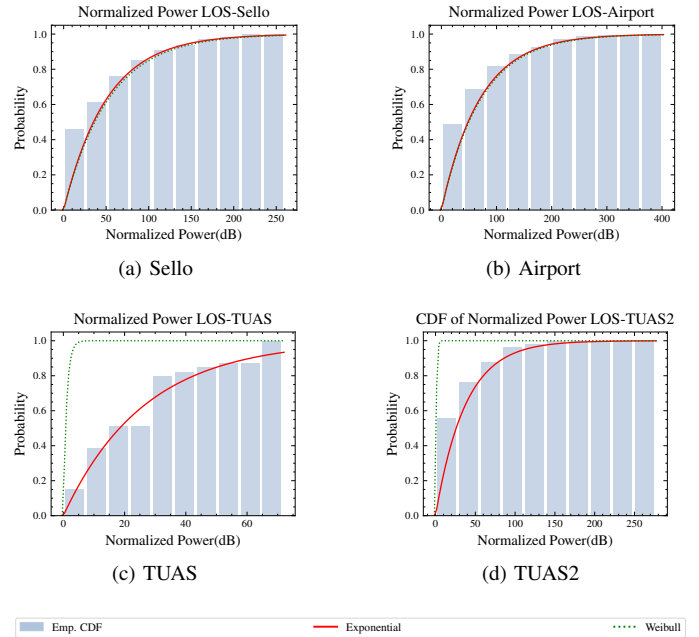 Normalized Power LOS-Sello
Normalized Power LOS-Airport
1.0
0.8
0.6
0.4
0.2
0.0
Probability
0 50 100 150 200 250
Normalized Power(dB)
(a) Sello
1.0
0.8
0.6
0.4
0.2
0.0
Probability
0 100 200 300 400
Normalized Power(dB)
(b) Airport
Normalized Power LOS-TUAS
CDF of Normalized Power LOS-TUAS2
1.0
0.8
0.6
0.4
0.2
0.0
Probability
0 20 40 60
Normalized Power(dB)
(c) TUAS
1.0
0.8
0.6
0.4
0.2
0.0
Probability
0 50 100 150 200 250
Normalized Power(dB)
(d) TUAS2
Emp. CDF Exponential Weibull